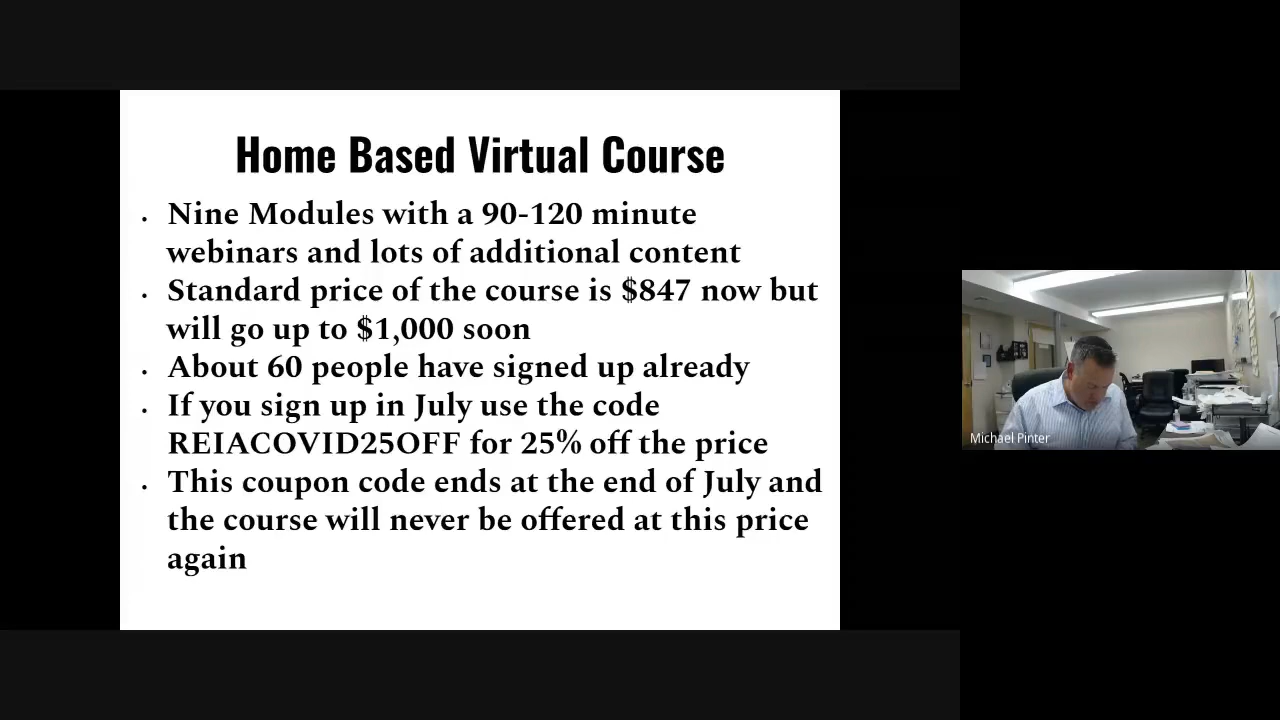 Home Based Virtual Course
• Nine Modules with a 90-120 minute
webinars and lots of additional content
• Standard price of the course is $847 now but
will go up to $1,000 soon
• About 60 people have signed up already
• If you sign up in July use the code
REIACOVID25OFF for 25% off the price
• This coupon code ends at the end of July and
the course will never be offered at this price
again
Michael Pinter